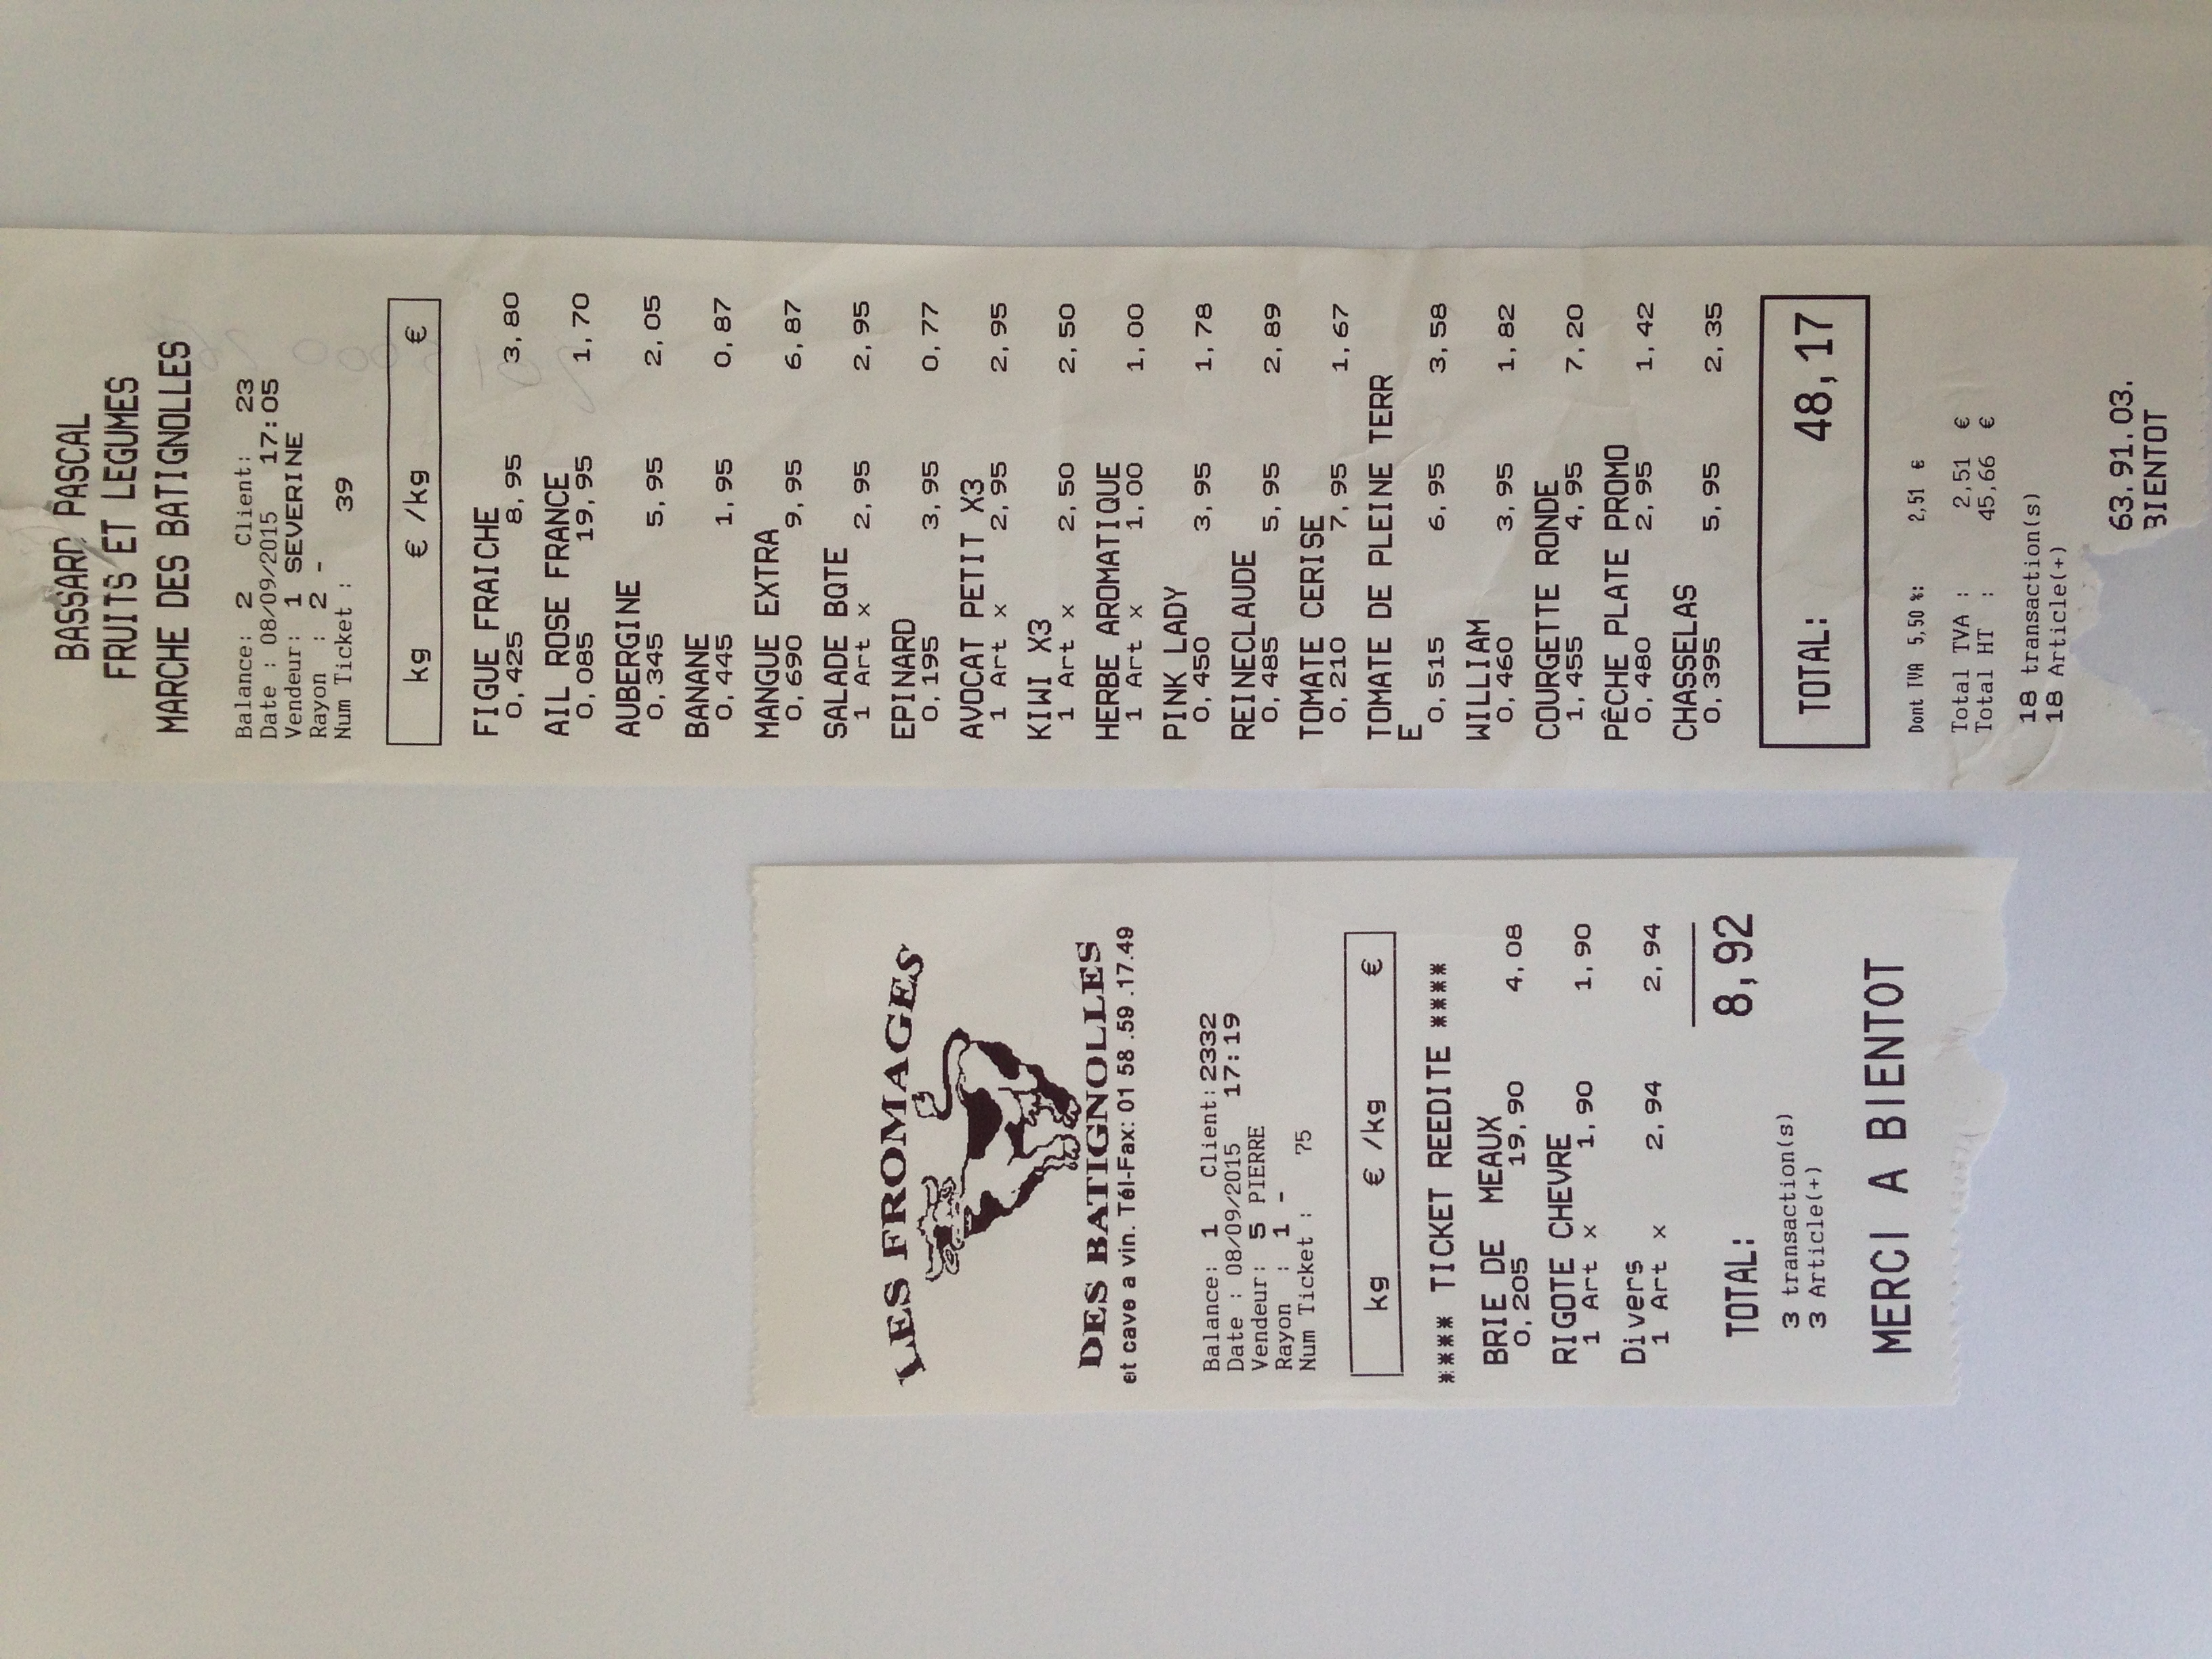 LES FROMAGES
DES BATIGNOLLES
et cave a vin. Tél-Fax: 01 58 .59 .17.49
Balance: 1 Client: 2332
Date : 08/09/2015 17:19
Vendeur: 5 PIERRE
Rayon : 1 -
Num Ticket : 75
kg € /kg €
**** TICKET REEDITE ****
BRIE DE MEAUX
0,205 19,90 4,08
RIGOTE CHEVRE
1 Art x 1,90 1,90
Divers
1 Art x 2,94 2,94
TOTAL: 8,92
3 transaction(s)
3 Article(+)
MERCI A BIENTOT
BASSARD PASCAL
FRUITS ET LEGUMES
MARCHE DES BATIGNOLLES
Balance: 2 Client: 23
Date : 08/09/2015 17:05
Vendeur: 1 SEVERINE
Rayon : 2 -
Num Ticket : 39
kg € /kg €
FIGUE FRAICHE
0,425 8,95 3,80
AIL ROSE FRANCE
0,085 19,95 1,70
AUBERGINE
0,345 5,95 2,05
BANANE
0,445 1,95 0,87
MANGUE EXTRA
0,690 9,95 6,87
SALADE BQTE
1 Art x 2,95 2,95
EPINARD
0,195 3,95 0,77
AVOCAT PETIT X3
1 Art x 2,95 2,95
KIWI X3
1 Art x 2,50 2,50
HERBE AROMATIQUE
1 Art x 1,00 1,00
PINK LADY
0,450 3,95 1,78
REINECLAUDE
0,485 5,95 2,89
TOMATE CERISE
0,210 7,95 1,67
TOMATE DE PLEINE TERR
E
0,515 6,95 3,58
WILLIAM
0,460 3,95 1,82
COURGETTE RONDE
1,455 4,95 7,20
PÊCHE PLATE PROMO
0,480 2,95 1,42
CHASSELAS
0,395 5,95 2,35
TOTAL: 48,17
Dont TVA 5,50 %: 2,51 €
Total TVA : 2,51 €
Total HT : 45,66 €
18 transaction(s)
18 Article(+)
63.91.03.
BIENTOT